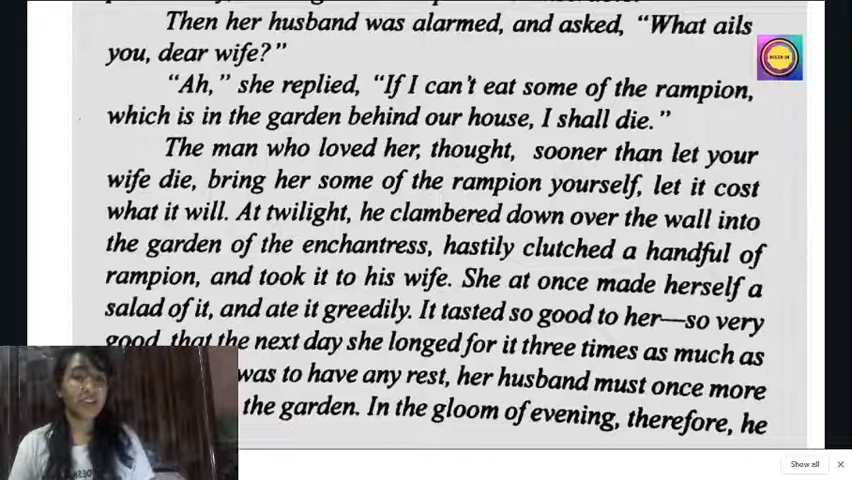 Then her husband was alarmed, and asked, "What ails
you, dear wife?"
"Ah," she replied, "If I can't eat some of the rampion,
which is in the garden behind our house, I shall die."
The man who loved her, thought, sooner than let your
wife die, bring her some of the rampion yourself, let it cost
what it will. At twilight, he clambered down over the wall into
the garden of the enchantress, hastily clutched a handful of
rampion, and took it to his wife. She at once made herself a
salad of it, and ate it greedily. It tasted so good to her—so very
good, that the next day she longed for it three times as much as
was to have any rest, her husband must once more
the garden. In the gloom of evening, therefore, he
Show all